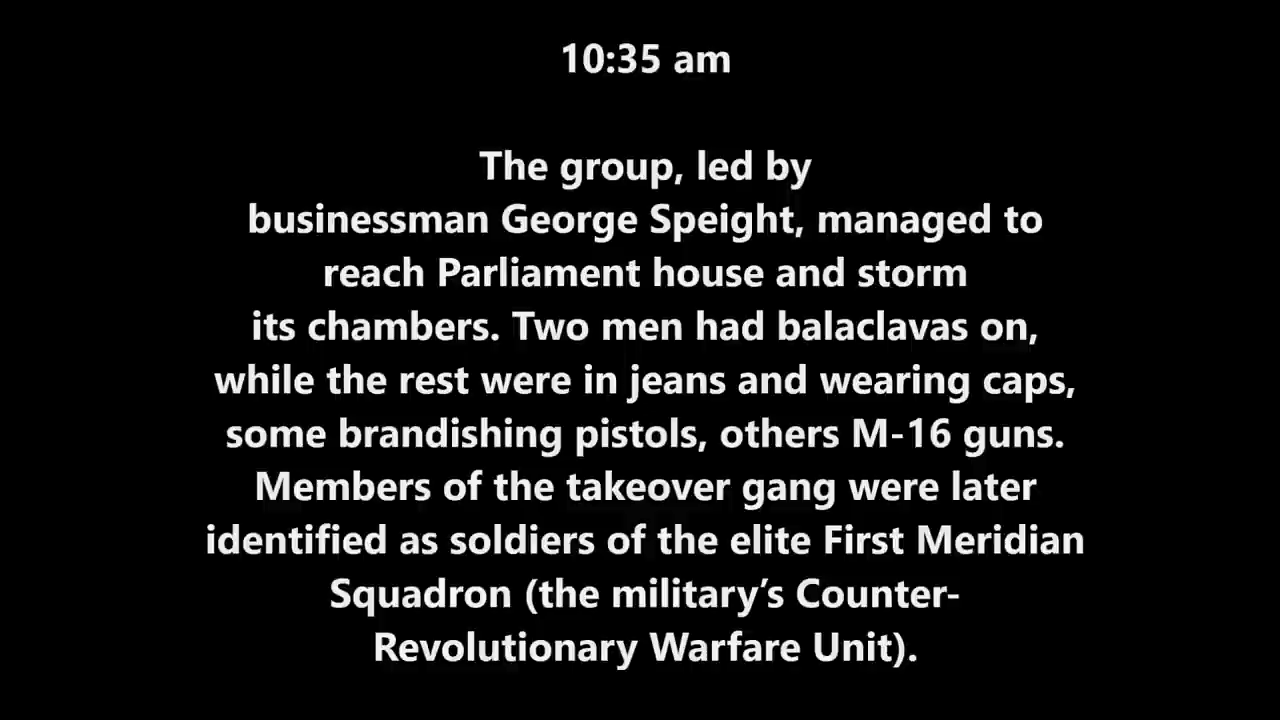 10:35 am
The group, led by
businessman George Speight, managed to
reach Parliament house and storm
its chambers. Two men had balaclavas on,
while the rest were in jeans and wearing caps,
some brandishing pistols, others M-16 guns.
Members of the takeover gang were later
identified as soldiers of the elite First Meridian
Squadron (the military’s Counter-
Revolutionary Warfare Unit).